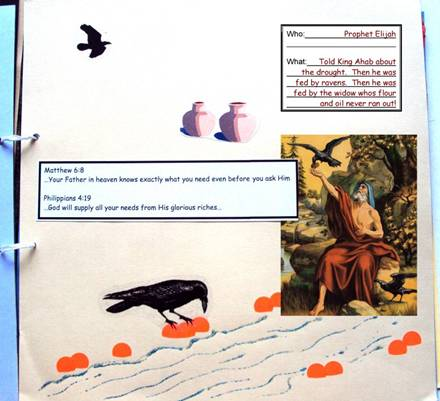 Who: Prophet Elijah
What: Told King Ahab about
the drought. Then he was
fed by ravens. Then he was
fed by the widow whos flour
and oil never ran out!
Matthew 6:8
...Your Father in heaven knows exactly what you need even before you ask Him
Philippians 4:19
...God will supply all your needs from His glorious riches...